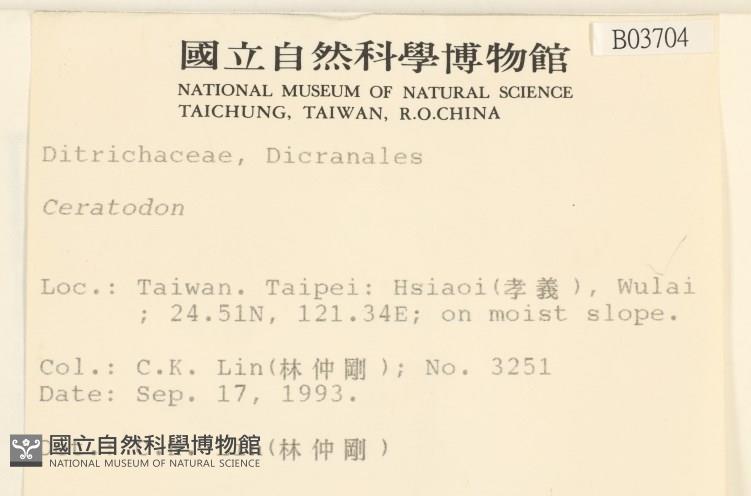 國立自然科學博物館
B03704
NATIONAL MUSEUM OF NATURAL SCIENCE
TAICHUNG, TAIWAN, R.O.CHINA
Ditrichaceae, Dicranales
Ceratodon
Loc.: Taiwan. Taipei: Hsiaoi(孝義), Wulai
; 24.51N, 121.34E; on moist slope.
Col.: C.K. Lin(林仲剛); No. 3251
Date: Sep. 17, 1993.
(林仲剛)
國立自然科學博物館
NATIONAL MUSEUM OF NATURAL SCIENCE